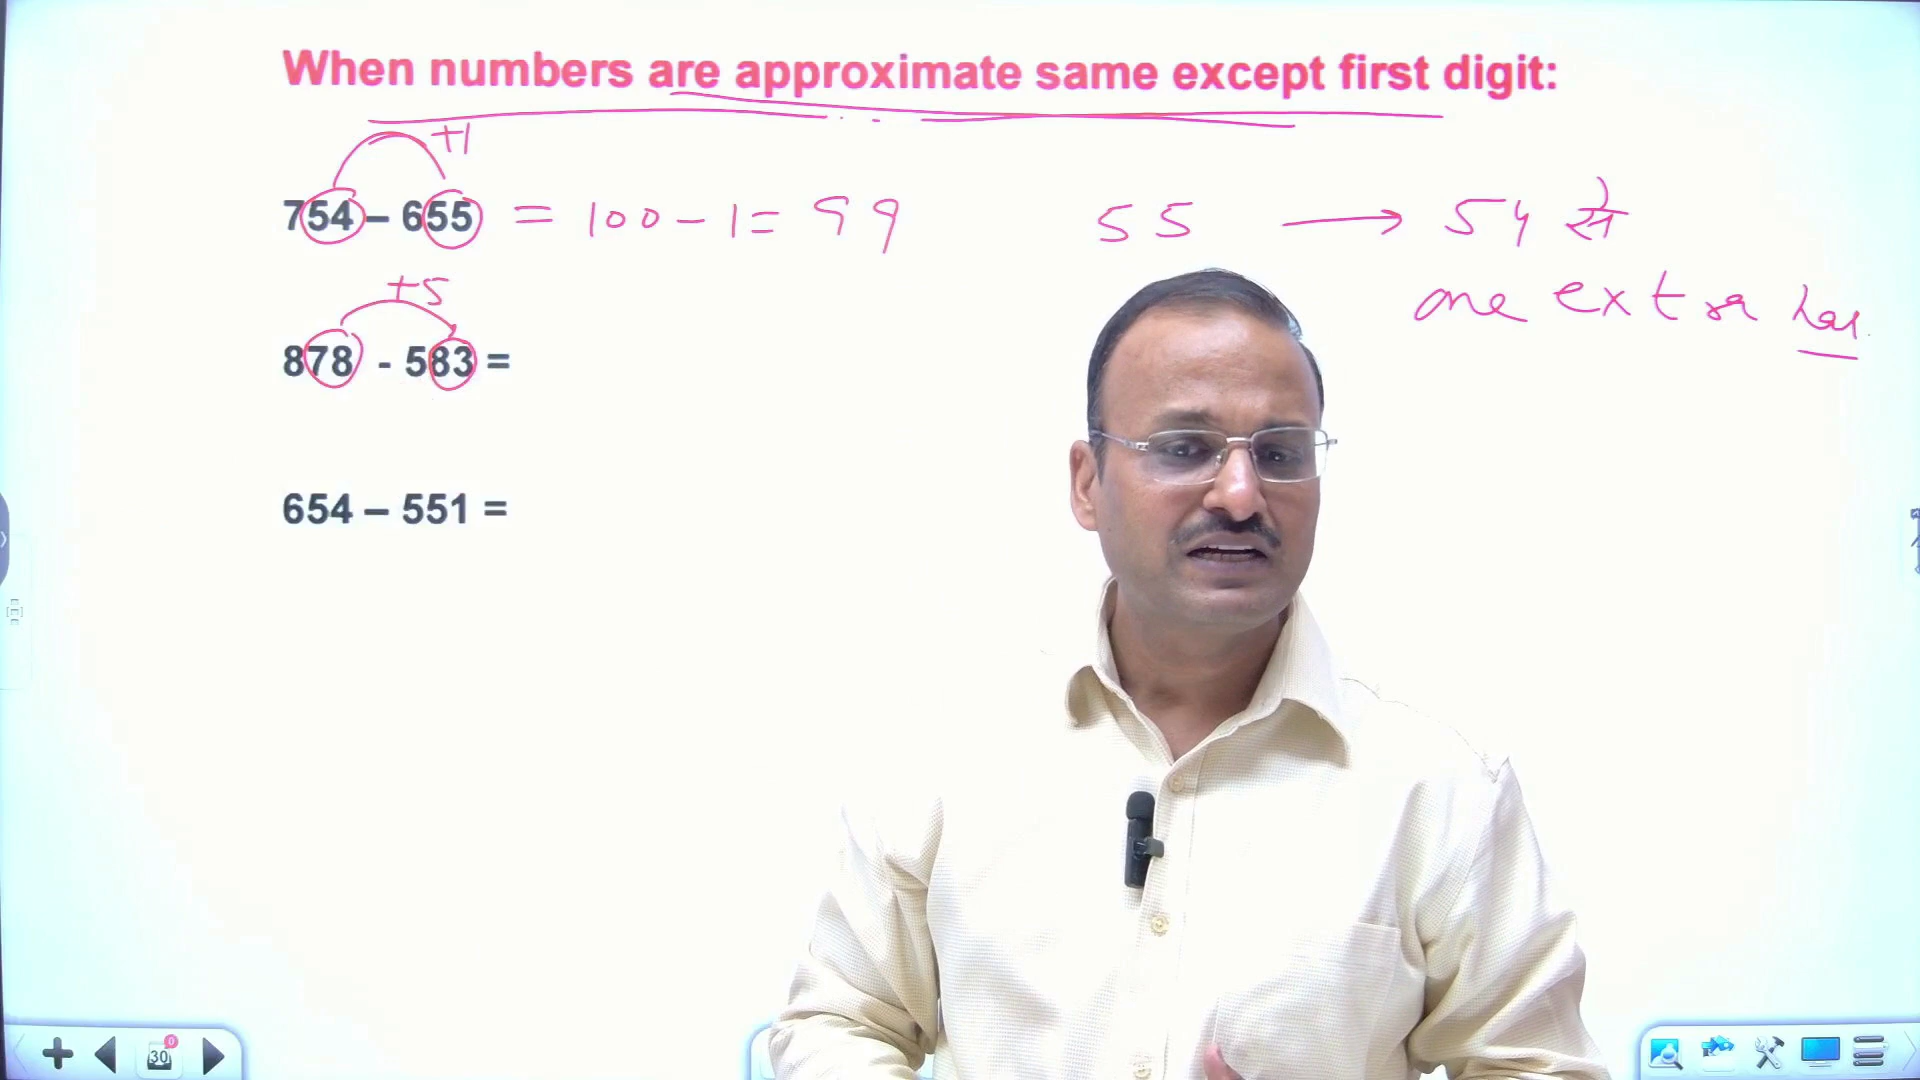 When numbers are approximate same except first digit:
+1
754 – 655 = 100 - 1 = 99 55 → 54 से
one extra है
+5
878 - 583 =
654 – 551 =
0
30